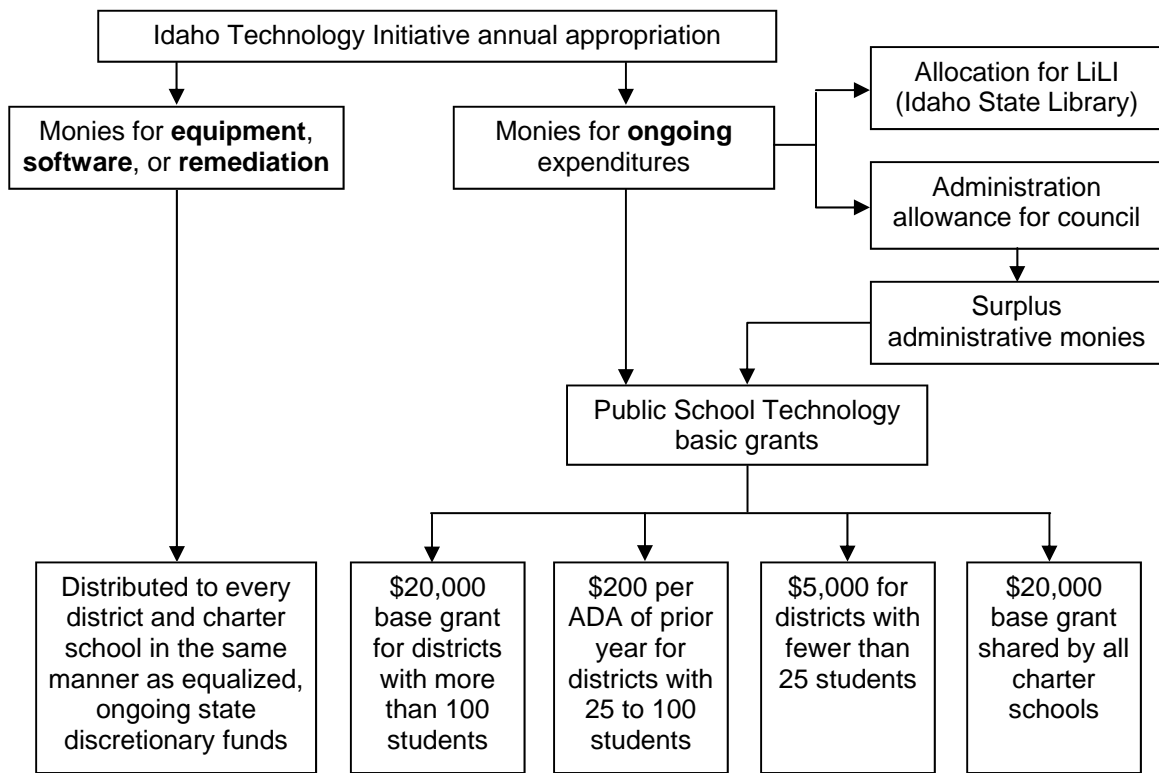 Idaho Technology Initiative annual appropriation
Allocation for LiLI
(Idaho State Library)
Monies for equipment,
software, or remediation
Monies for ongoing
expenditures
Administration
allowance for council
Surplus
administrative monies
Public School Technology
basic grants
Distributed to every
district and charter
school in the same
manner as equalized,
ongoing state
discretionary funds
$20,000
base grant
for districts
with more
than 100
students
$200 per
ADA of prior
year for
districts with
25 to 100
students
$5,000 for
districts with
fewer than
25 students
$20,000
base grant
shared by all
charter
schools